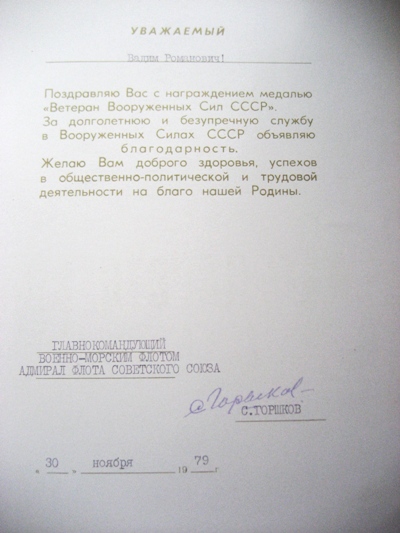 УВАЖАЕМЫЙ
Вадим Романович!
Поздравляю Вас с награждением медалью
«Ветеран Вооруженных Сил СССР».
За долголетнюю и безупречную службу
в Вооруженных Силах СССР объявляю
благодарность.
Желаю Вам доброго здоровья, успехов
в общественно-политической и трудовой
деятельности на благо нашей Родины.
ГЛАВНОКОМАНДУЮЩИЙ
ВОЕННО-МОРСКИМ ФЛОТОМ
АДМИРАЛ ФЛОТА СОВЕТСКОГО СОЮЗА
С Горшков
С.ГОРШКОВ
« 30 » ноября 19 79 г